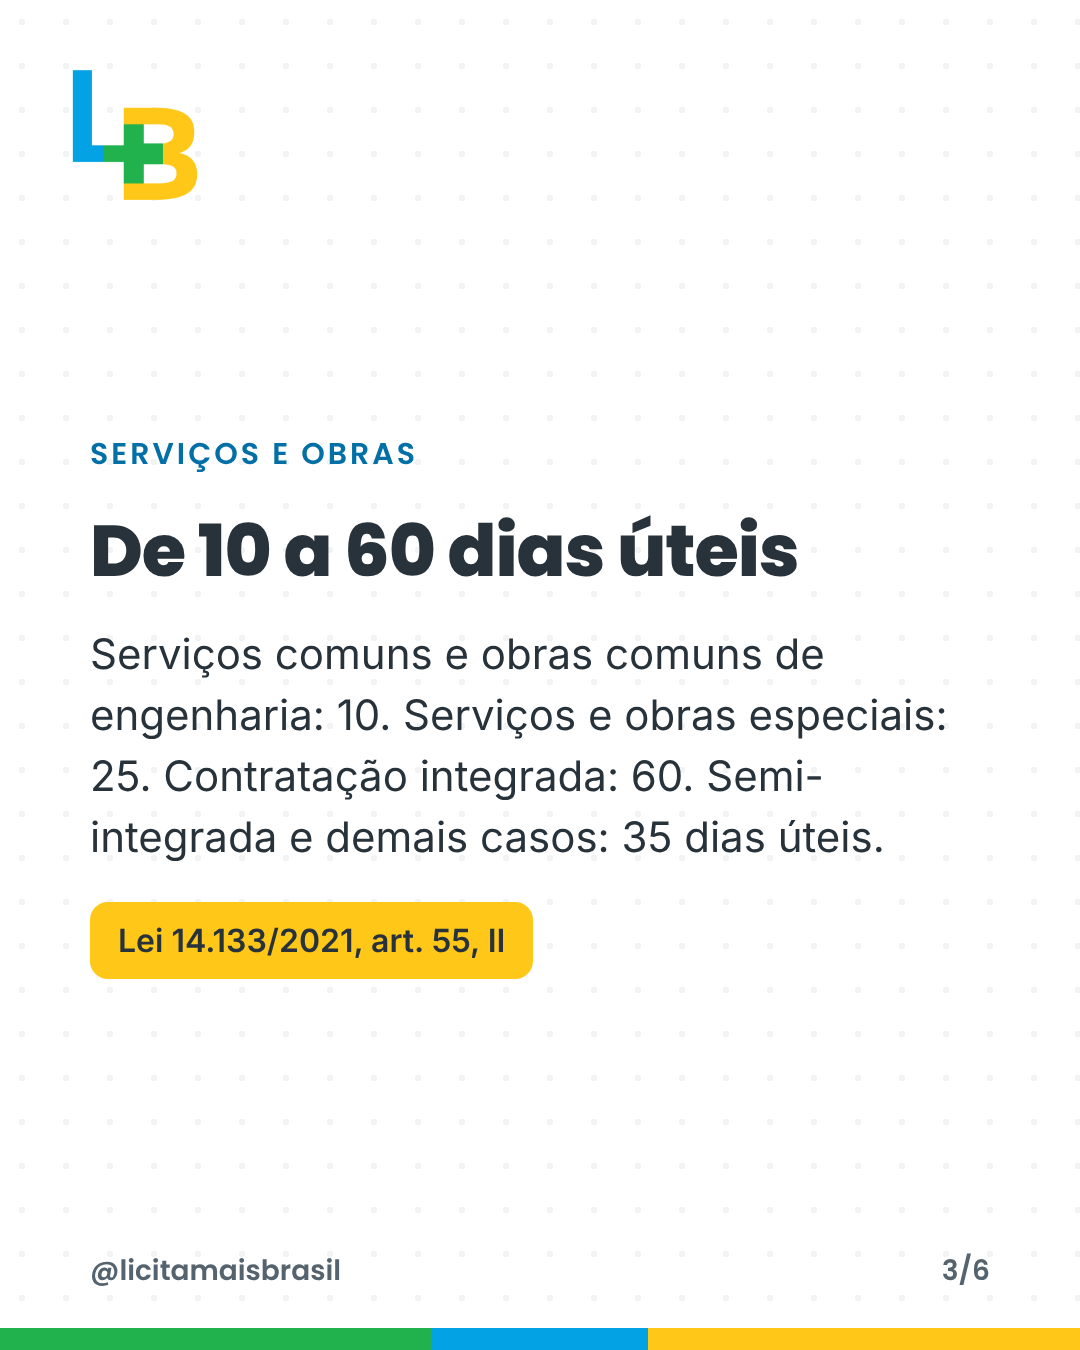 L+B
SERVIÇOS E OBRAS
De 10 a 60 dias úteis
Serviços comuns e obras comuns de
engenharia: 10. Serviços e obras especiais:
25. Contratação integrada: 60. Semi-
integrada e demais casos: 35 dias úteis.
Lei 14.133/2021, art. 55, II
@licitamaisbrasil
3/6